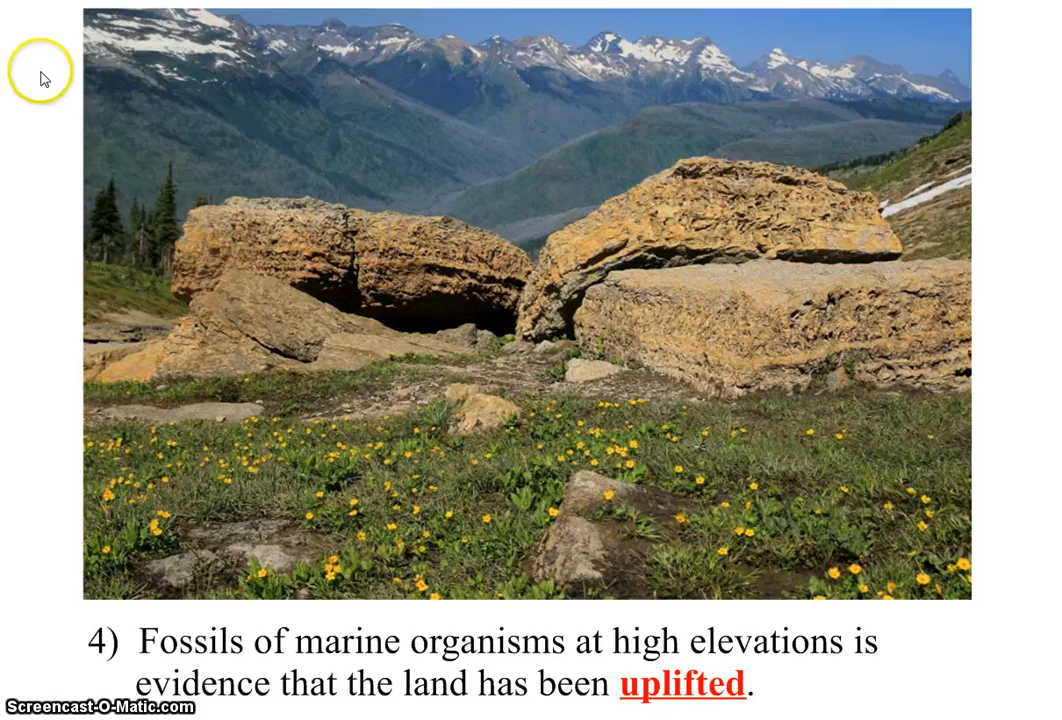 4) Fossils of marine organisms at high elevations is
evidence that the land has been uplifted.
Screencast-O-Matic.com